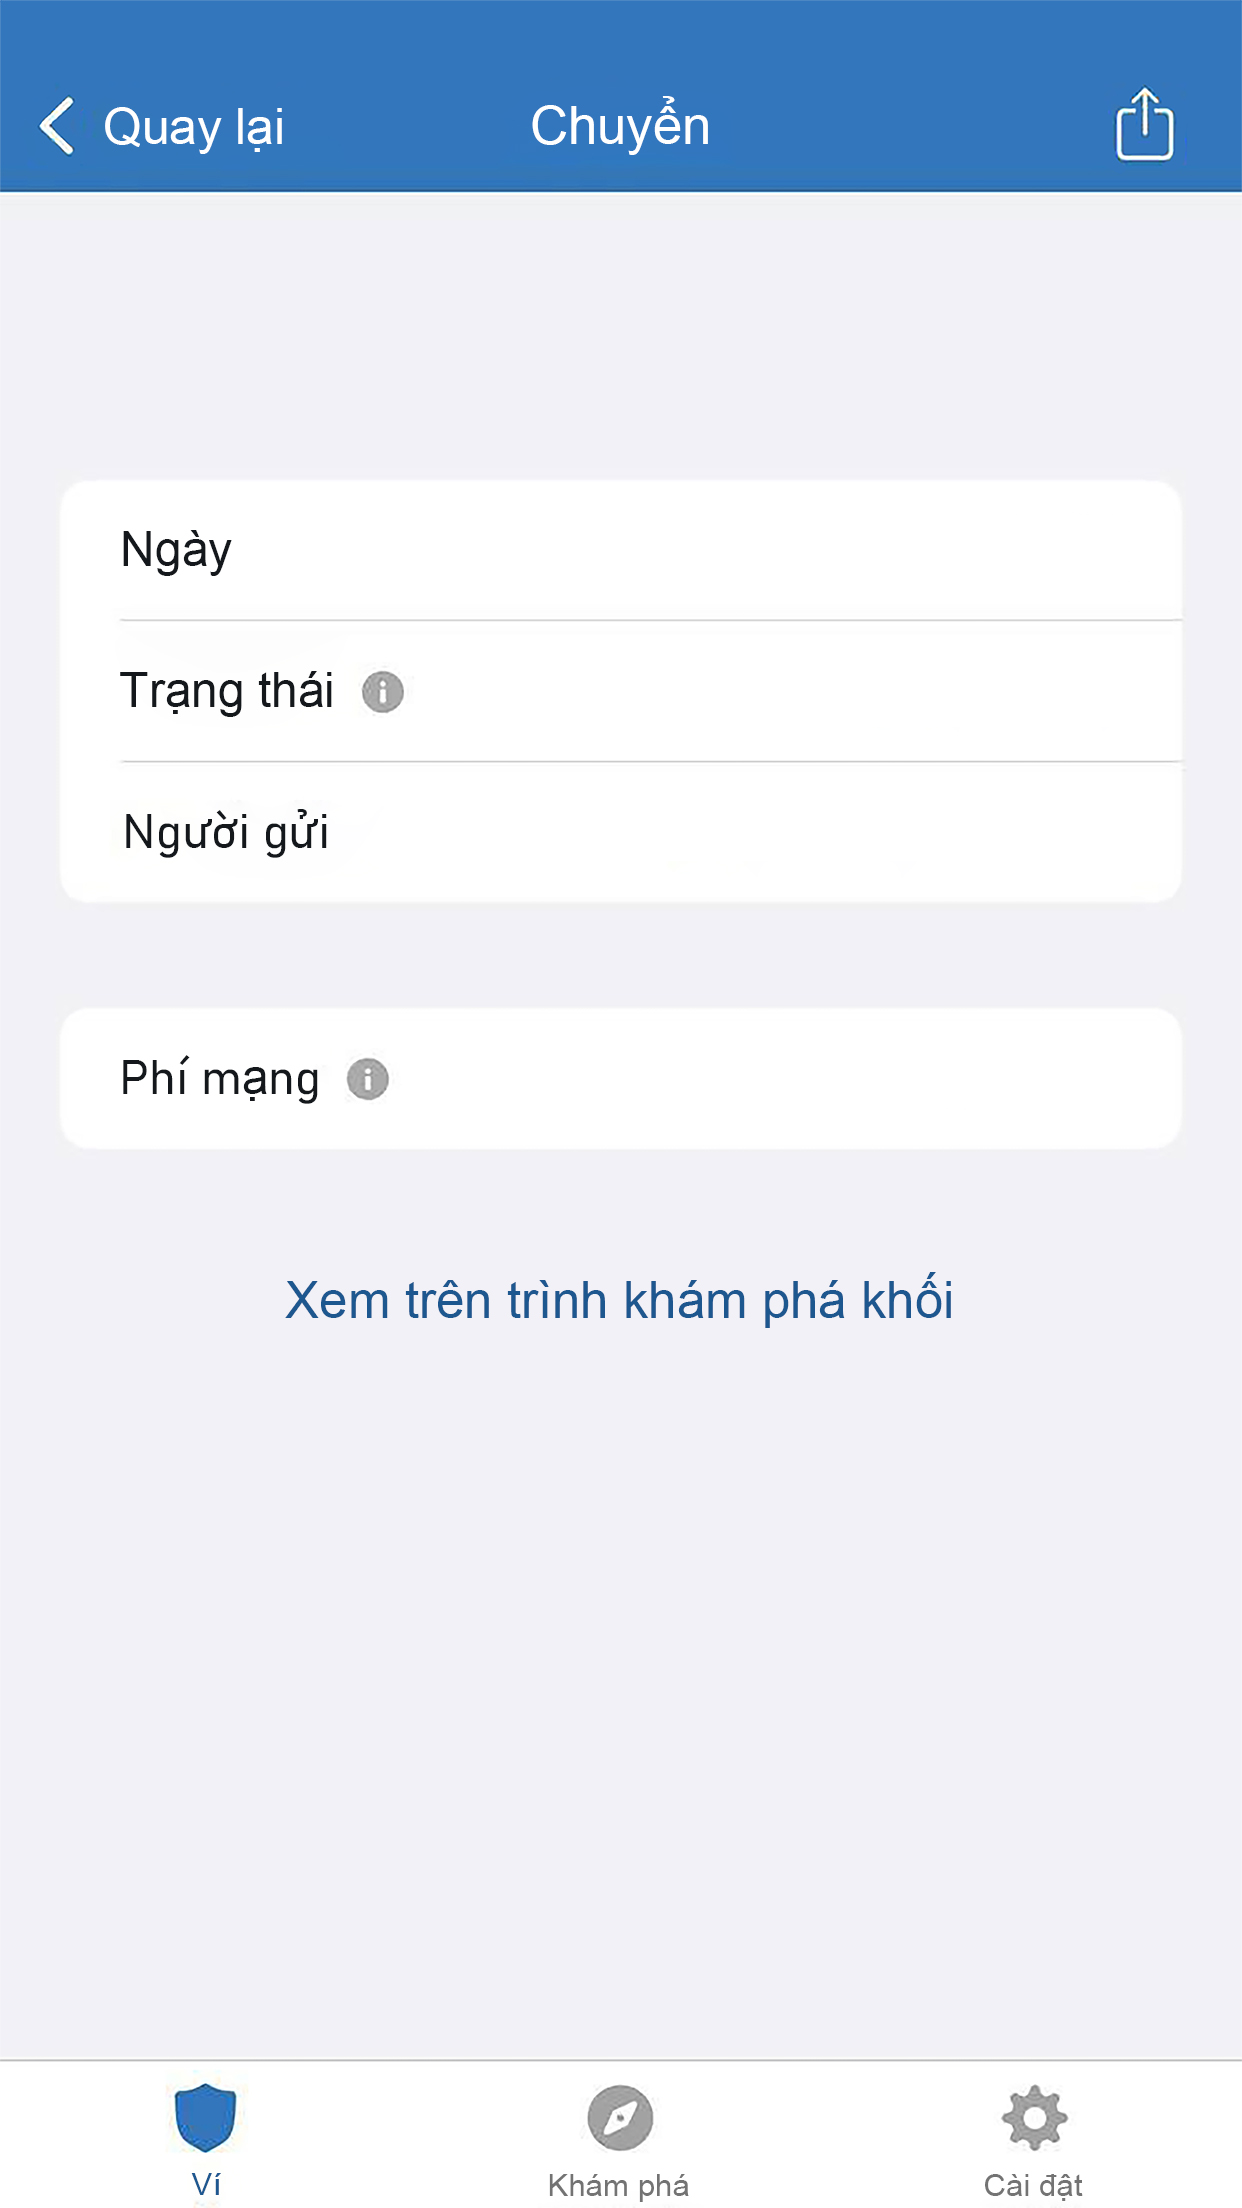 Quay lại
Chuyển
Ngày
Trạng thái
Người gửi
Phí mạng
Xem trên trình khám phá khối
Ví
Khám phá
Cài đặt